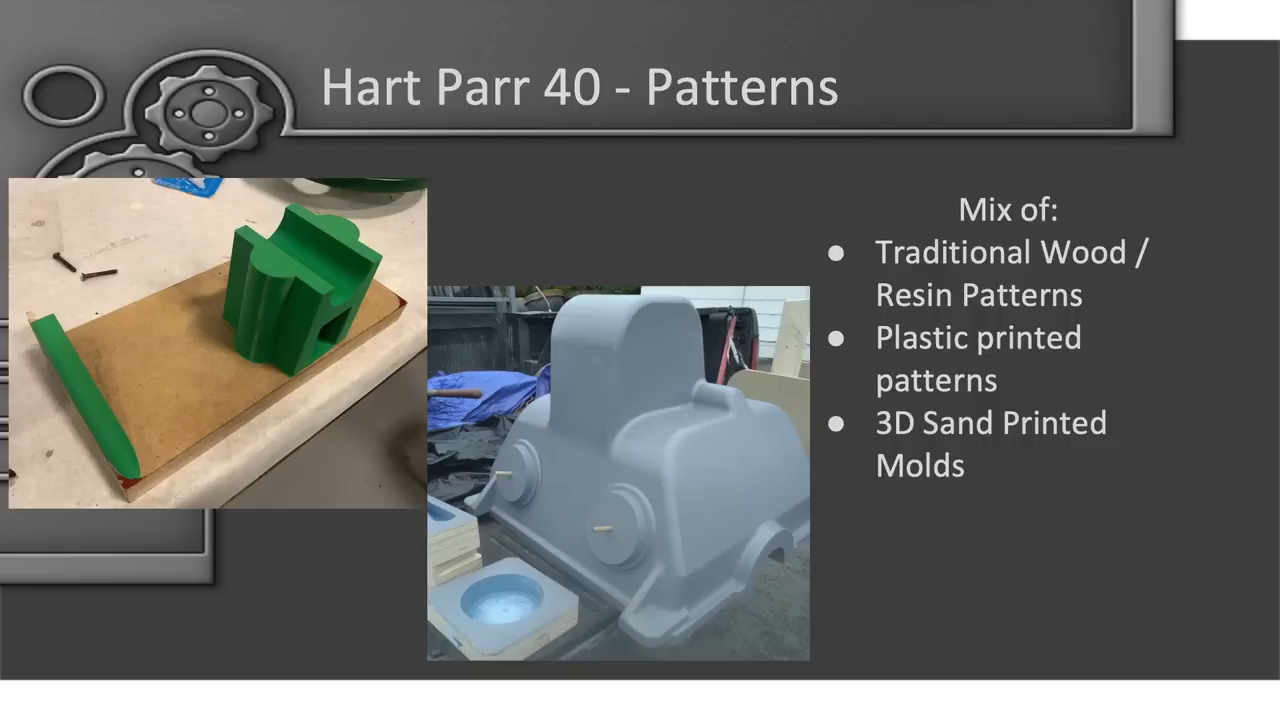 Hart Parr 40 - Patterns
Mix of:
● Traditional Wood /
Resin Patterns
● Plastic printed
patterns
● 3D Sand Printed
Molds